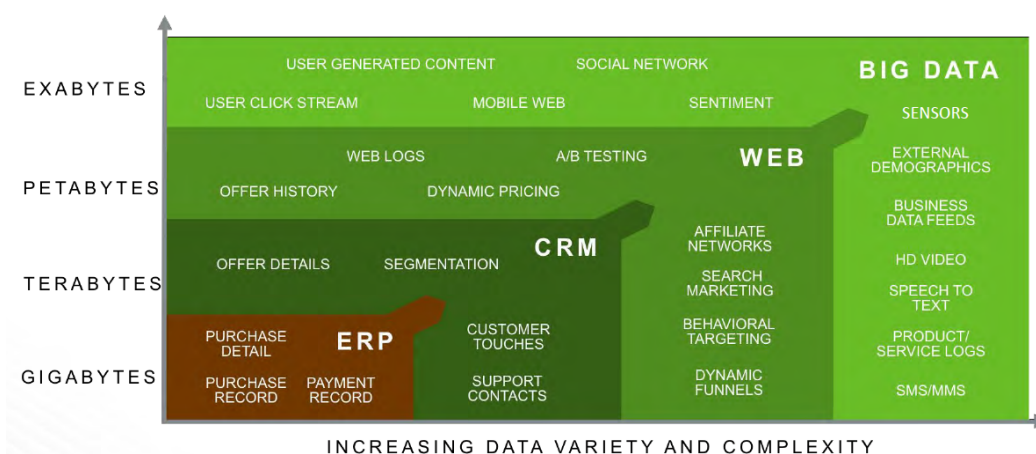 EXABYTES
PETABYTES
TERABYTES
GIGABYTES
USER GENERATED CONTENT
SOCIAL NETWORK
BIG DATA
USER CLICK STREAM
MOBILE WEB
SENTIMENT
SENSORS
EXTERNAL
DEMOGRAPHICS
BUSINESS
DATA FEEDS
HD VIDEO
SPEECH TO
TEXT
PRODUCT/
SERVICE LOGS
SMS/MMS
WEB LOGS
A/B TESTING
WEB
OFFER HISTORY
DYNAMIC PRICING
AFFILIATE
NETWORKS
SEARCH
MARKETING
BEHAVIORAL
TARGETING
DYNAMIC
FUNNELS
CRM
OFFER DETAILS
SEGMENTATION
CUSTOMER
TOUCHES
SUPPORT
CONTACTS
PURCHASE
DETAIL
ERP
PURCHASE
RECORD
PAYMENT
RECORD
INCREASING DATA VARIETY AND COMPLEXITY